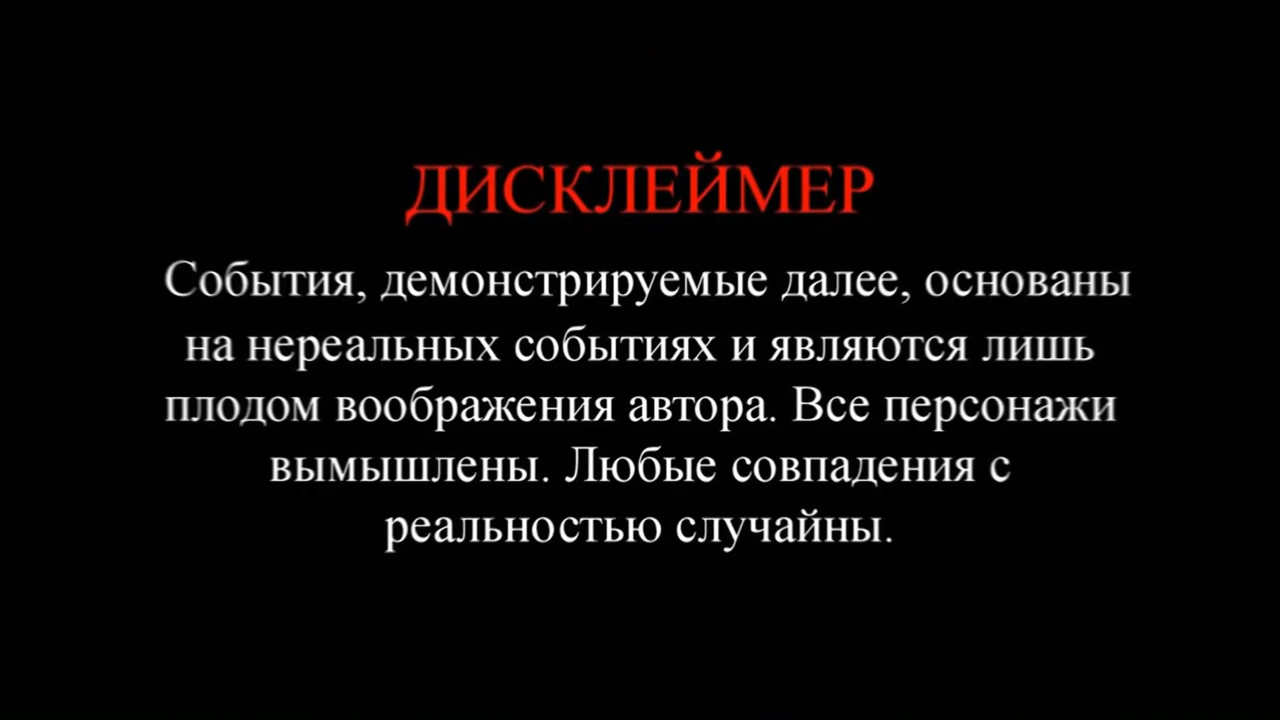 ДИСКЛЕЙМЕР
События, демонстрируемые далее, основаны
на нереальных событиях и являются лишь
плодом воображения автора. Все персонажи
вымышлены. Любые совпадения с
реальностью случайны.